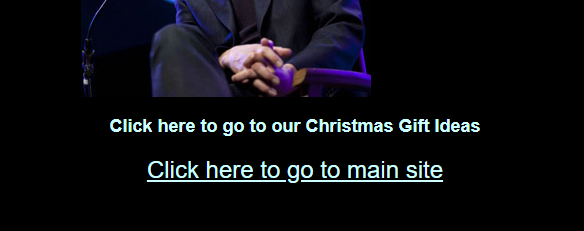 Click here to go to our Christmas Gift Ideas
Click here to go to main site